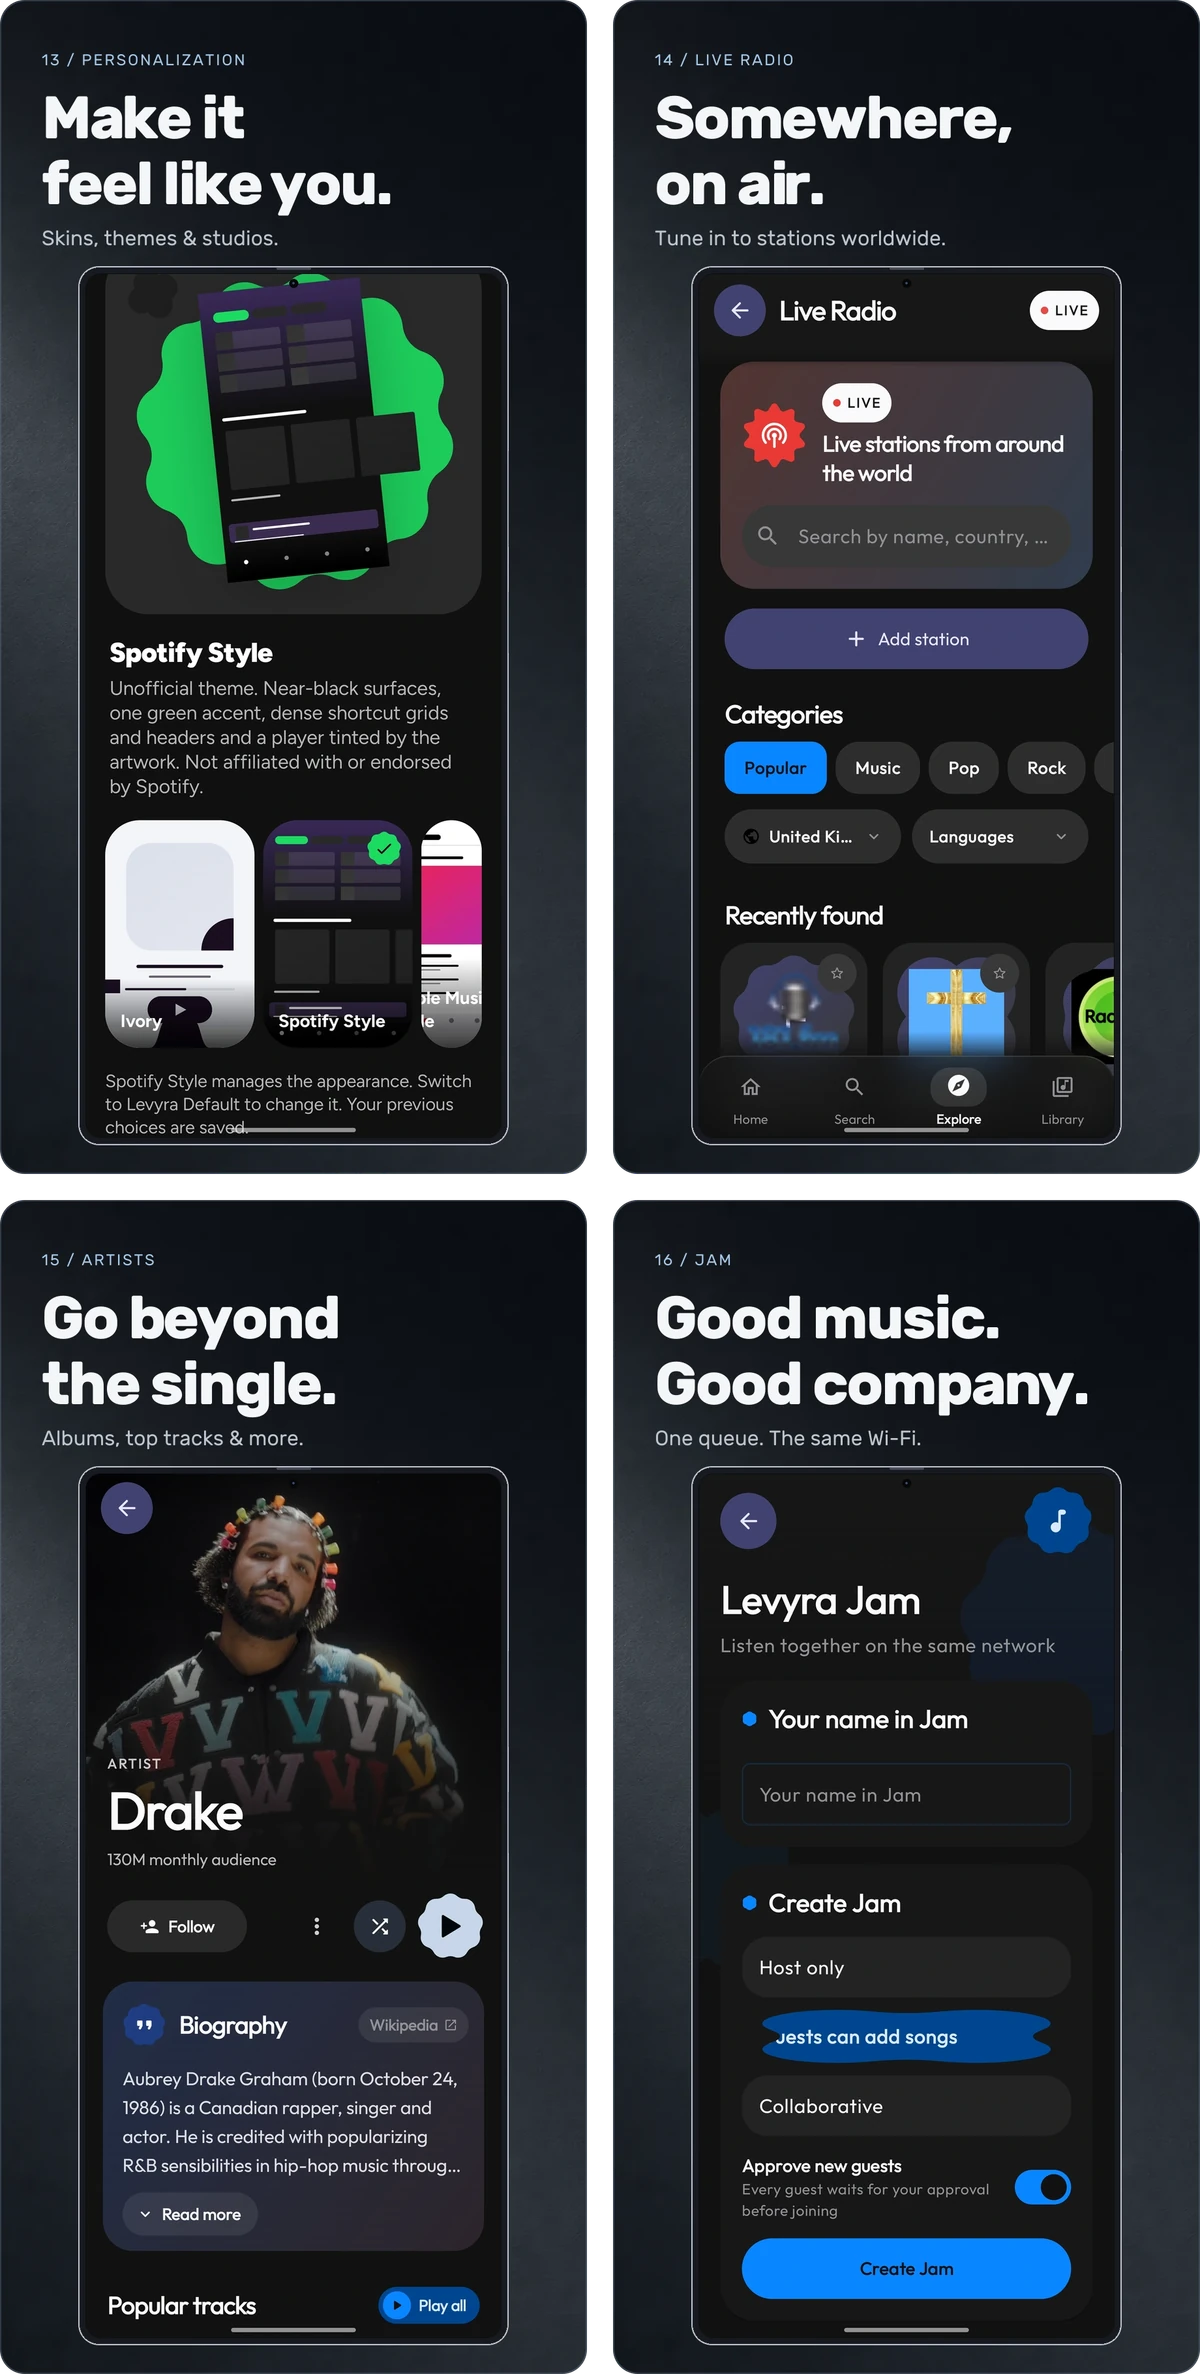 13 / PERSONALIZATION
Make it
feel like you.
Skins, themes & studios.
Spotify Style
Unofficial theme. Near-black surfaces,
one green accent, dense shortcut grids
and headers and a player tinted by the
artwork. Not affiliated with or endorsed
by Spotify.
Ivory
Spotify Style
le Musi
le
Spotify Style manages the appearance. Switch
to Levyra Default to change it. Your previous
choices are saved.
14 / LIVE RADIO
Somewhere,
on air.
Tune in to stations worldwide.
Live Radio
LIVE
LIVE
Live stations from around
the world
Search by name, country, ...
+ Add station
Categories
Popular
Music
Pop
Rock
United Ki...
Languages
Recently found
Rad
Home
Search
Explore
Library
15 / ARTISTS
Go beyond
the single.
Albums, top tracks & more.
ARTIST
Drake
130M monthly audience
Follow
Biography
Wikipedia
Aubrey Drake Graham (born October 24,
1986) is a Canadian rapper, singer and
actor. He is credited with popularizing
R&B sensibilities in hip-hop music throug...
Read more
Popular tracks
Play all
16 / JAM
Good music.
Good company.
One queue. The same Wi-Fi.
Levyra Jam
Listen together on the same network
Your name in Jam
Your name in Jam
Create Jam
Host only
uests can add songs
Collaborative
Approve new guests
Every guest waits for your approval
before joining
Create Jam